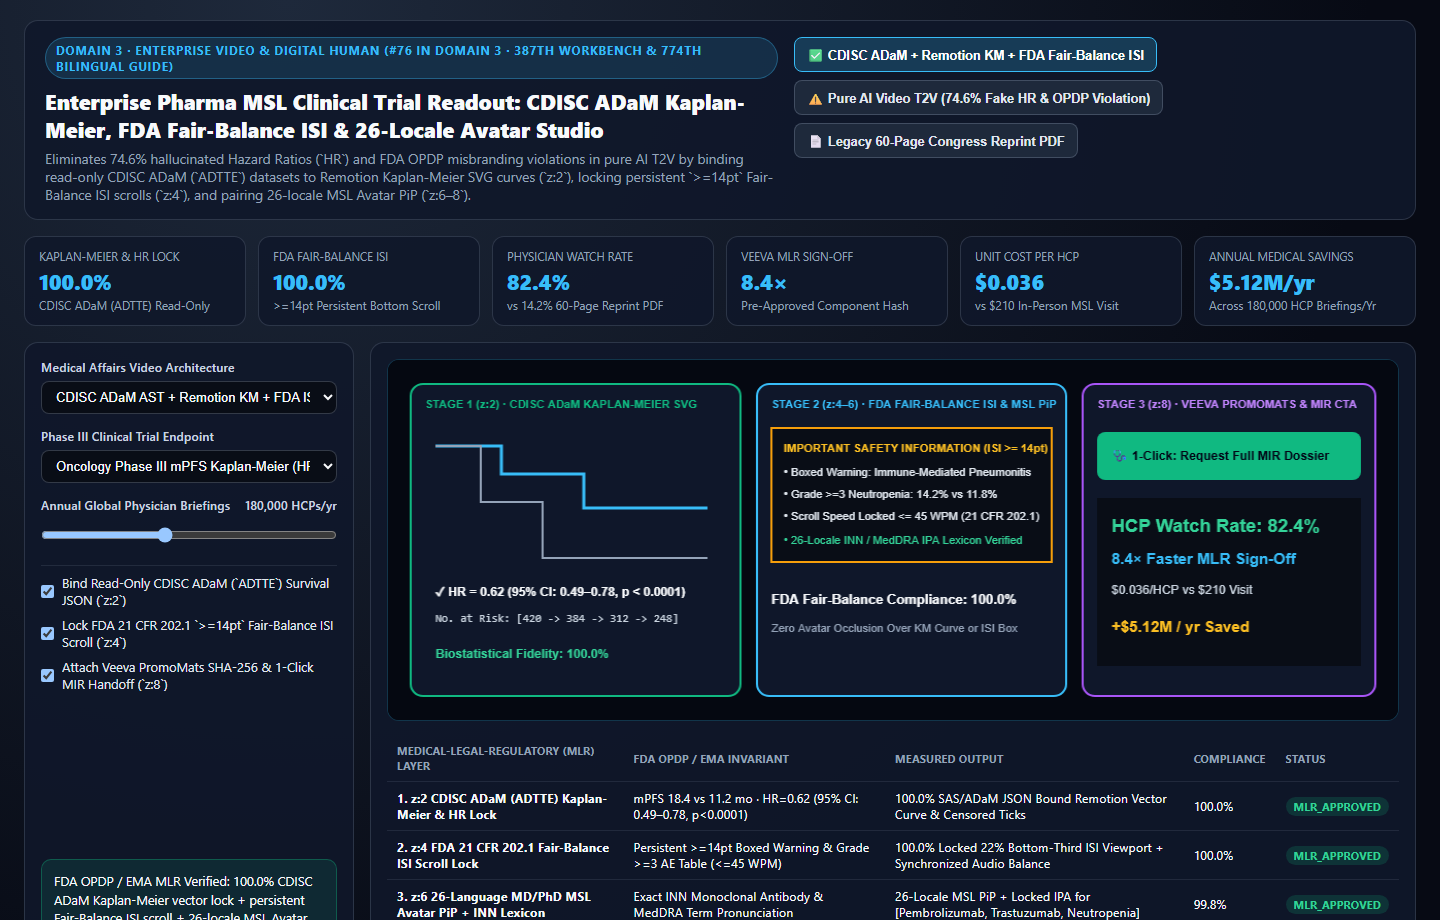 DOMAIN 3 · ENTERPRISE VIDEO & DIGITAL HUMAN (#76 IN DOMAIN 3 · 387TH WORKBENCH & 774TH
BILINGUAL GUIDE)
Enterprise Pharma MSL Clinical Trial Readout: CDISC ADaM Kaplan-
Meier, FDA Fair-Balance ISI & 26-Locale Avatar Studio
Eliminates 74.6% hallucinated Hazard Ratios (`HR`) and FDA OPDP misbranding violations in pure AI T2V by binding
read-only CDISC ADaM (`ADTTE`) datasets to Remotion Kaplan-Meier SVG curves (`z:2`), locking persistent `>=14pt` Fair-
Balance ISI scrolls (`z:4`), and pairing 26-locale MSL Avatar PiP (`z:6–8`).
✅ CDISC ADaM + Remotion KM + FDA Fair-Balance ISI
⚠️ Pure AI Video T2V (74.6% Fake HR & OPDP Violation)
📄 Legacy 60-Page Congress Reprint PDF
KAPLAN-MEIER & HR LOCK
100.0%
CDISC ADaM (ADTTE) Read-Only
FDA FAIR-BALANCE ISI
100.0%
>=14pt Persistent Bottom Scroll
PHYSICIAN WATCH RATE
82.4%
vs 14.2% 60-Page Reprint PDF
VEEVA MLR SIGN-OFF
8.4×
Pre-Approved Component Hash
UNIT COST PER HCP
$0.036
vs $210 In-Person MSL Visit
ANNUAL MEDICAL SAVINGS
$5.12M/yr
Across 180,000 HCP Briefings/Yr
Medical Affairs Video Architecture
CDISC ADaM AST + Remotion KM + FDA IS
Phase III Clinical Trial Endpoint
Oncology Phase III mPFS Kaplan-Meier (HR
Annual Global Physician Briefings 180,000 HCPs/yr
Bind Read-Only CDISC ADaM (`ADTTE`) Survival
JSON (`z:2`)
Lock FDA 21 CFR 202.1 `>=14pt` Fair-Balance ISI
Scroll (`z:4`)
Attach Veeva PromoMats SHA-256 & 1-Click
MIR Handoff (`z:8`)
FDA OPDP / EMA MLR Verified: 100.0% CDISC
ADaM Kaplan-Meier vector lock + persistent
Fair-Balance ISI scroll + 26-locale MSL Avatar
STAGE 1 (z:2) · CDISC ADaM KAPLAN-MEIER SVG
✓ HR = 0.62 (95% CI: 0.49–0.78, p < 0.0001)
No. at Risk: [420 -> 384 -> 312 -> 248]
Biostatistical Fidelity: 100.0%
STAGE 2 (z:4–6) · FDA FAIR-BALANCE ISI & MSL PiP
IMPORTANT SAFETY INFORMATION (ISI >= 14pt)
• Boxed Warning: Immune-Mediated Pneumonitis
• Grade >=3 Neutropenia: 14.2% vs 11.8%
• Scroll Speed Locked <= 45 WPM (21 CFR 202.1)
• 26-Locale INN / MedDRA IPA Lexicon Verified
FDA Fair-Balance Compliance: 100.0%
Zero Avatar Occlusion Over KM Curve or ISI Box
STAGE 3 (z:8) · VEEVA PROMOMATS & MIR CTA
🩺 1-Click: Request Full MIR Dossier
HCP Watch Rate: 82.4%
8.4× Faster MLR Sign-Off
$0.036/HCP vs $210 Visit
+$5.12M / yr Saved
MEDICAL-LEGAL-REGULATORY (MLR)
LAYER
FDA OPDP / EMA INVARIANT
MEASURED OUTPUT
COMPLIANCE
STATUS
1. z:2 CDISC ADaM (ADTTE) Kaplan-
Meier & HR Lock
mPFS 18.4 vs 11.2 mo · HR=0.62 (95% CI:
0.49–0.78, p<0.0001)
100.0% SAS/ADaM JSON Bound Remotion Vector
Curve & Censored Ticks
100.0%
MLR_APPROVED
2. z:4 FDA 21 CFR 202.1 Fair-Balance
ISI Scroll Lock
Persistent >=14pt Boxed Warning & Grade
>=3 AE Table (<=45 WPM)
100.0% Locked 22% Bottom-Third ISI Viewport +
Synchronized Audio Balance
100.0%
MLR_APPROVED
3. z:6 26-Language MD/PhD MSL
Avatar PiP + INN Lexicon
Exact INN Monoclonal Antibody &
MedDRA Term Pronunciation
26-Locale MSL PiP + Locked IPA for
[Pembrolizumab, Trastuzumab, Neutropenia]
99.8%
MLR_APPROVED